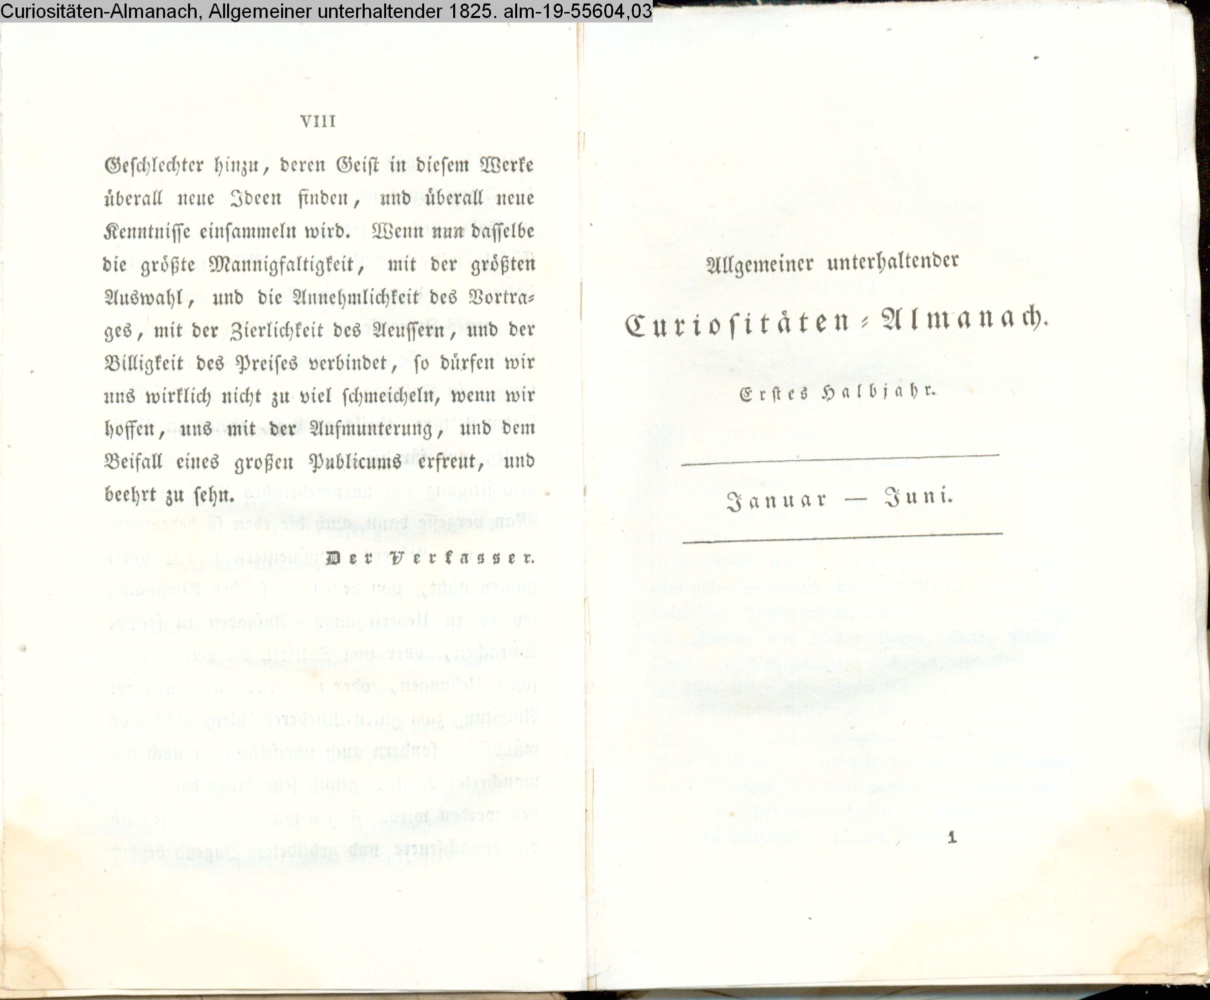 Curiositäten-Almanach, Allgemeiner unterhaltender 1825. alm-19-55604,03
VIII
Geschlechter hinzu, deren Geist in diesem Werke
überall neue Ideen finden, und überall neue
Kenntnisse einsammeln wird. Wenn nun dasselbe
die größte Mannigfaltigkeit, mit der größten
Auswahl, und die Annehmlichkeit des Vortra-
ges, mit der Zierlichkeit des Aeussern, und der
Billigkeit des Preises verbindet, so dürfen wir
uns wirklich nicht zu viel schmeicheln, wenn wir
hoffen, uns mit der Aufmunterung, und dem
Beifall eines großen Publicums erfreut, und
beehrt zu sehn.
Der Verfasser.
Allgemeiner unterhaltender
Curiositäten-Almanach.
Erstes Halbjahr.
Januar — Juni.
1